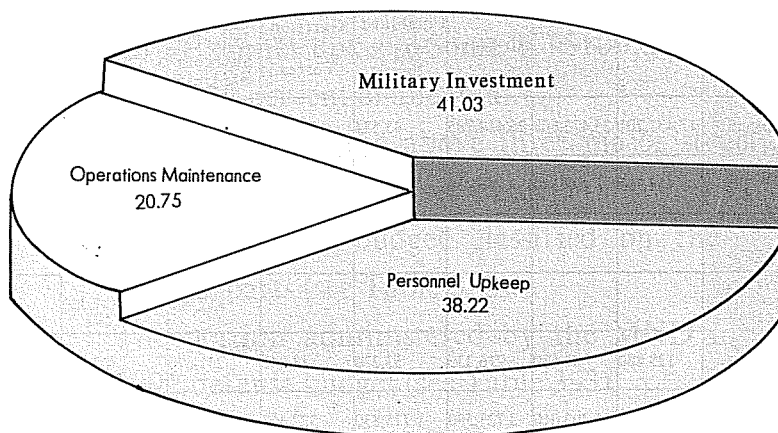 Military Investment
41.03
Operations Maintenance
20.75
Personnel Upkeep
38.22